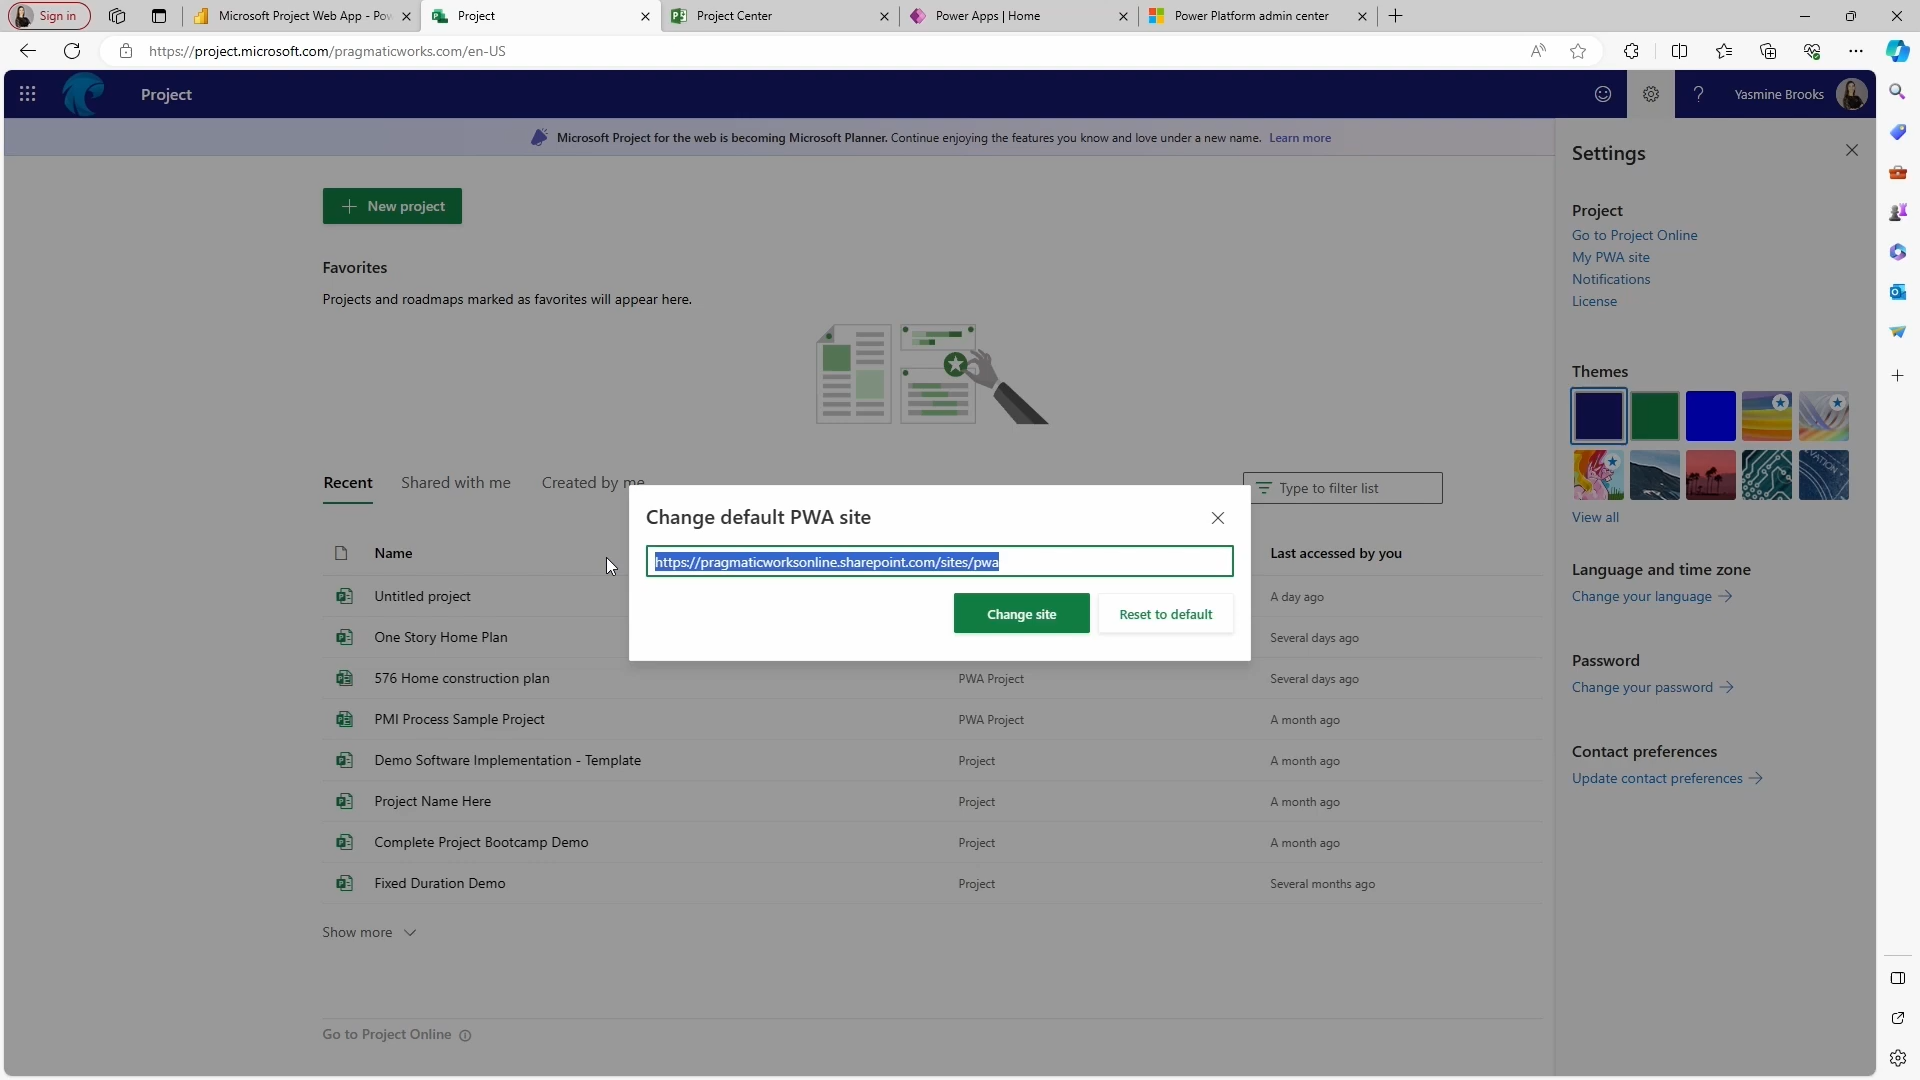 Sign in
Microsoft Project Web App - Pow
Project
Project Center
Power Apps | Home
Power Platform admin center
https://project.microsoft.com/pragmaticworks.com/en-US
Project
Yasmine Brooks
Microsoft Project for the web is becoming Microsoft Planner. Continue enjoying the features you know and love under a new name. Learn more
New project
Favorites
Projects and roadmaps marked as favorites will appear here.
Recent
Shared with me
Created by me
Type to filter list
Name
Last accessed by you
Untitled project
A day ago
One Story Home Plan
Several days ago
576 Home construction plan
PWA Project
Several days ago
PMI Process Sample Project
PWA Project
A month ago
Demo Software Implementation - Template
Project
A month ago
Project Name Here
Project
A month ago
Complete Project Bootcamp Demo
Project
A month ago
Fixed Duration Demo
Project
Several months ago
Show more
Go to Project Online
Change default PWA site
https://pragmaticworksonline.sharepoint.com/sites/pwa
Change site
Reset to default
Settings
Project
Go to Project Online
My PWA site
Notifications
License
Themes
View all
Language and time zone
Change your language
Password
Change your password
Contact preferences
Update contact preferences